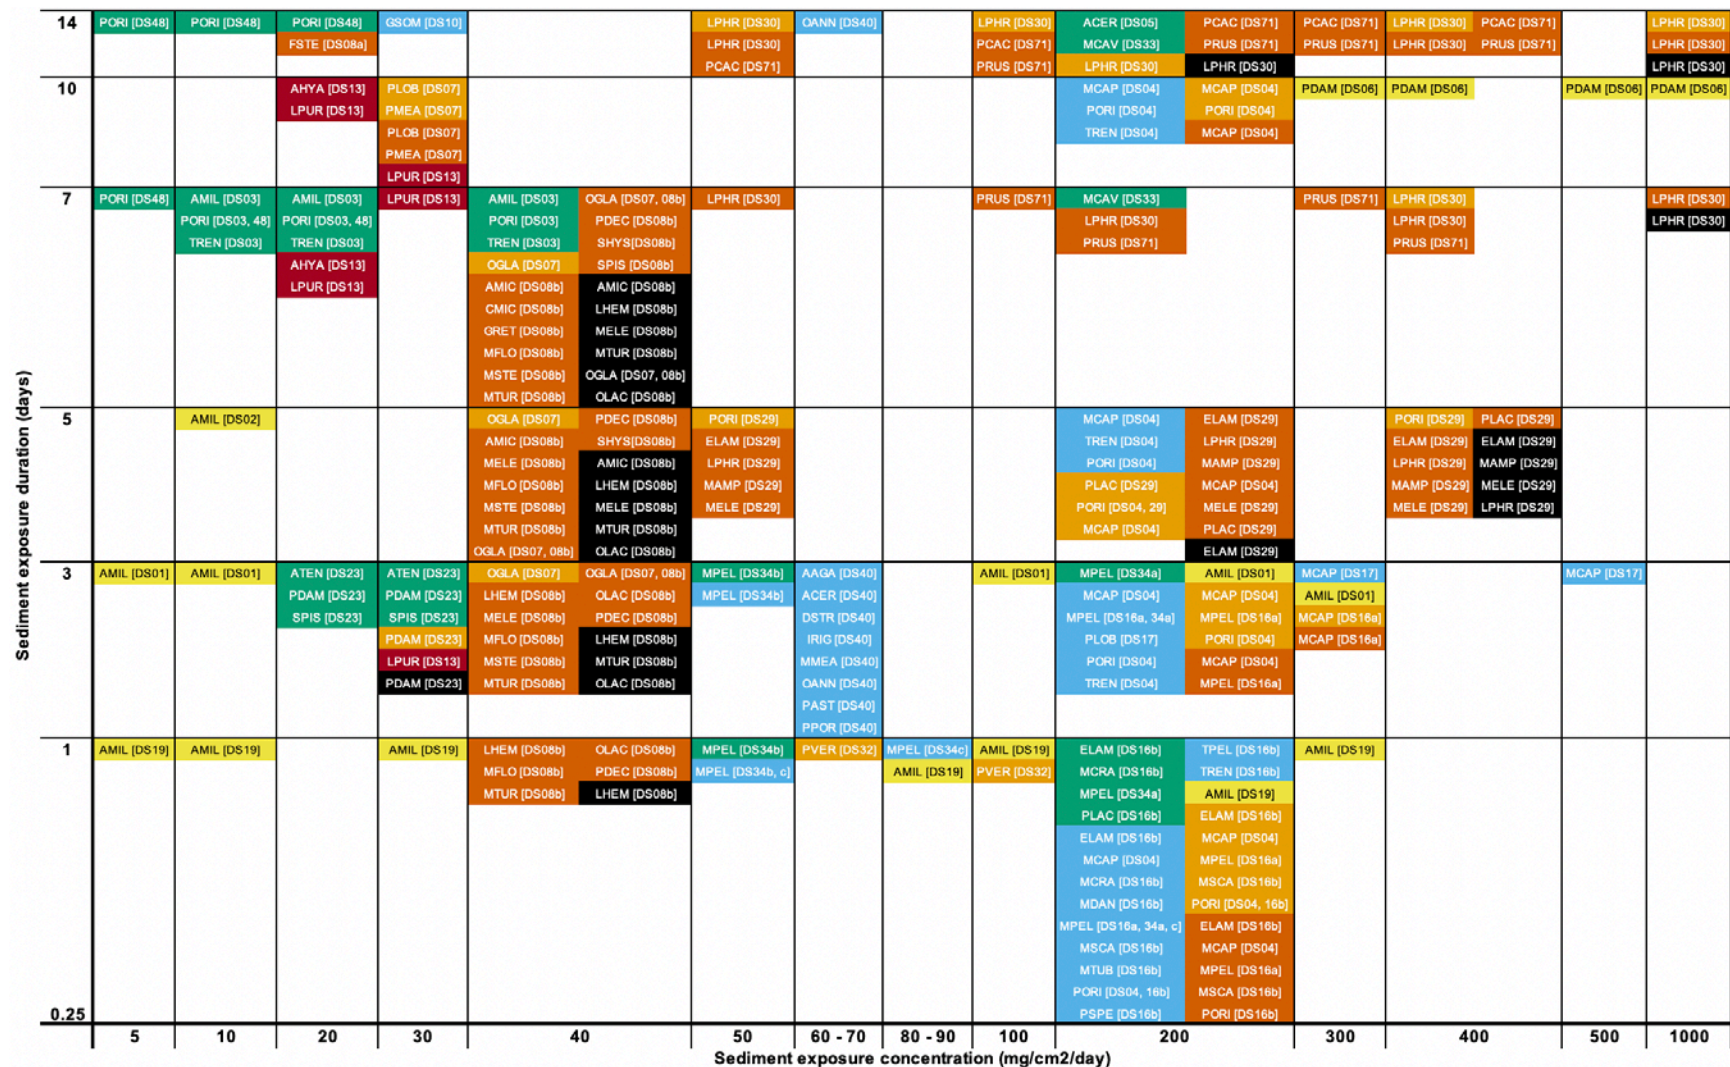 14 PORI [DS48] PORI [DS48] PORI [DS48] GSOM [DS10] LPHR [DS30] OANN [DS40] LPHR [DS30] ACER [DS05] PCAC [DS71] PCAC [DS71] LPHR [DS30] PCAC [DS71] LPHR [DS30]
FSTE [DS08a] LPHR [DS30] PCAC [DS71] MCAV [DS33] PRUS [DS71] PRUS [DS71] LPHR [DS30] PRUS [DS71] LPHR [DS30]
PCAC [DS71] PRUS [DS71] LPHR [DS30] LPHR [DS30] LPHR [DS30]
10 AHYA [DS13] PLOB [DS07] MCAP [DS04] MCAP [DS04] PDAM [DS06] PDAM [DS06] PDAM [DS06] PDAM [DS06]
LPUR [DS13] PMEA [DS07] PORI [DS04] PORI [DS04]
PLOB [DS07] TREN [DS04] MCAP [DS04]
PMEA [DS07]
LPUR [DS13]
7 PORI [DS48] AMIL [DS03] AMIL [DS03] LPUR [DS13] AMIL [DS03] OGLA [DS07, 08b] LPHR [DS30] PRUS [DS71] MCAV [DS33] PRUS [DS71] LPHR [DS30] LPHR [DS30]
PORI [DS03, 48] PORI [DS03, 48] PORI [DS03] PDEC [DS08b] LPHR [DS30] LPHR [DS30] LPHR [DS30]
TREN [DS03] TREN [DS03] TREN [DS03] SHYS[DS08b] PRUS [DS71] PRUS [DS71]
AHYA [DS13] OGLA [DS07] SPIS [DS08b]
LPUR [DS13] AMIC [DS08b] AMIC [DS08b]
CMIC [DS08b] LHEM [DS08b]
GRET [DS08b] MELE [DS08b]
MFLO [DS08b] MTUR [DS08b]
MSTE [DS08b] OGLA [DS07, 08b]
MTUR [DS08b] OLAC [DS08b]
5 AMIL [DS02] OGLA [DS07] PDEC [DS08b] PORI [DS29] MCAP [DS04] ELAM [DS29] PORI [DS29] PLAC [DS29]
AMIC [DS08b] SHYS[DS08b] ELAM [DS29] TREN [DS04] LPHR [DS29] ELAM [DS29] ELAM [DS29]
MELE [DS08b] AMIC [DS08b] LPHR [DS29] PORI [DS04] MAMP [DS29] LPHR [DS29] MAMP [DS29]
MFLO [DS08b] LHEM [DS08b] MAMP [DS29] PLAC [DS29] MCAP [DS04] MAMP [DS29] MELE [DS29]
MSTE [DS08b] MELE [DS08b] MELE [DS29] PORI [DS04, 29] MELE [DS29] MELE [DS29] LPHR [DS29]
MTUR [DS08b] MTUR [DS08b] MCAP [DS04] PLAC [DS29]
OGLA [DS07, 08b] OLAC [DS08b] ELAM [DS29]
3 AMIL [DS01] AMIL [DS01] ATEN [DS23] ATEN [DS23] OGLA [DS07] OGLA [DS07, 08b] MPEL [DS34b] AAGA [DS40] AMIL [DS01] MPEL [DS34a] AMIL [DS01] MCAP [DS17] MCAP [DS17]
PDAM [DS23] PDAM [DS23] LHEM [DS08b] OLAC [DS08b] MPEL [DS34b] ACER [DS40] MCAP [DS04] MCAP [DS04] AMIL [DS01]
SPIS [DS23] SPIS [DS23] MELE [DS08b] PDEC [DS08b] DSTR [DS40] MPEL [DS16a, 34a] MPEL [DS16a] MCAP [DS16a]
PDAM [DS23] MFLO [DS08b] LHEM [DS08b] IRIG [DS40] PLOB [DS17] PORI [DS04] MCAP [DS16a]
LPUR [DS13] MSTE [DS08b] MTUR [DS08b] MMEA [DS40] PORI [DS04] MCAP [DS04]
PDAM [DS23] MTUR [DS08b] OLAC [DS08b] OANN [DS40] TREN [DS04] MPEL [DS16a]
PAST [DS40]
PPOR [DS40]
1 AMIL [DS19] AMIL [DS19] AMIL [DS19] LHEM [DS08b] OLAC [DS08b] MPEL [DS34b] PVER [DS32] MPEL [DS34c] AMIL [DS19] ELAM [DS16b] TPEL [DS16b] AMIL [DS19]
MFLO [DS08b] PDEC [DS08b] MPEL [DS34b, c] AMIL [DS19] PVER [DS32] MCRA [DS16b] TREN [DS16b]
MTUR [DS08b] LHEM [DS08b] MPEL [DS34a] AMIL [DS19]
PLAC [DS16b] ELAM [DS16b]
ELAM [DS16b] MCAP [DS04]
MCAP [DS04] MPEL [DS16a]
MCRA [DS16b] MSCA [DS16b]
MDAN [DS16b] PORI [DS04, 16b]
MPEL [DS16a, 34a, c] ELAM [DS16b]
MSCA [DS16b] MCAP [DS04]
MTUB [DS16b] MPEL [DS16a]
PORI [DS04, 16b] MSCA [DS16b]
0.25 PSPE [DS16b] PORI [DS16b]
5 10 20 30 40 50 60 - 70 80 - 90 100 200 300 400 500 1000
Sediment exposure concentration (mg/cm2/day)
Sediment exposure duration (days)